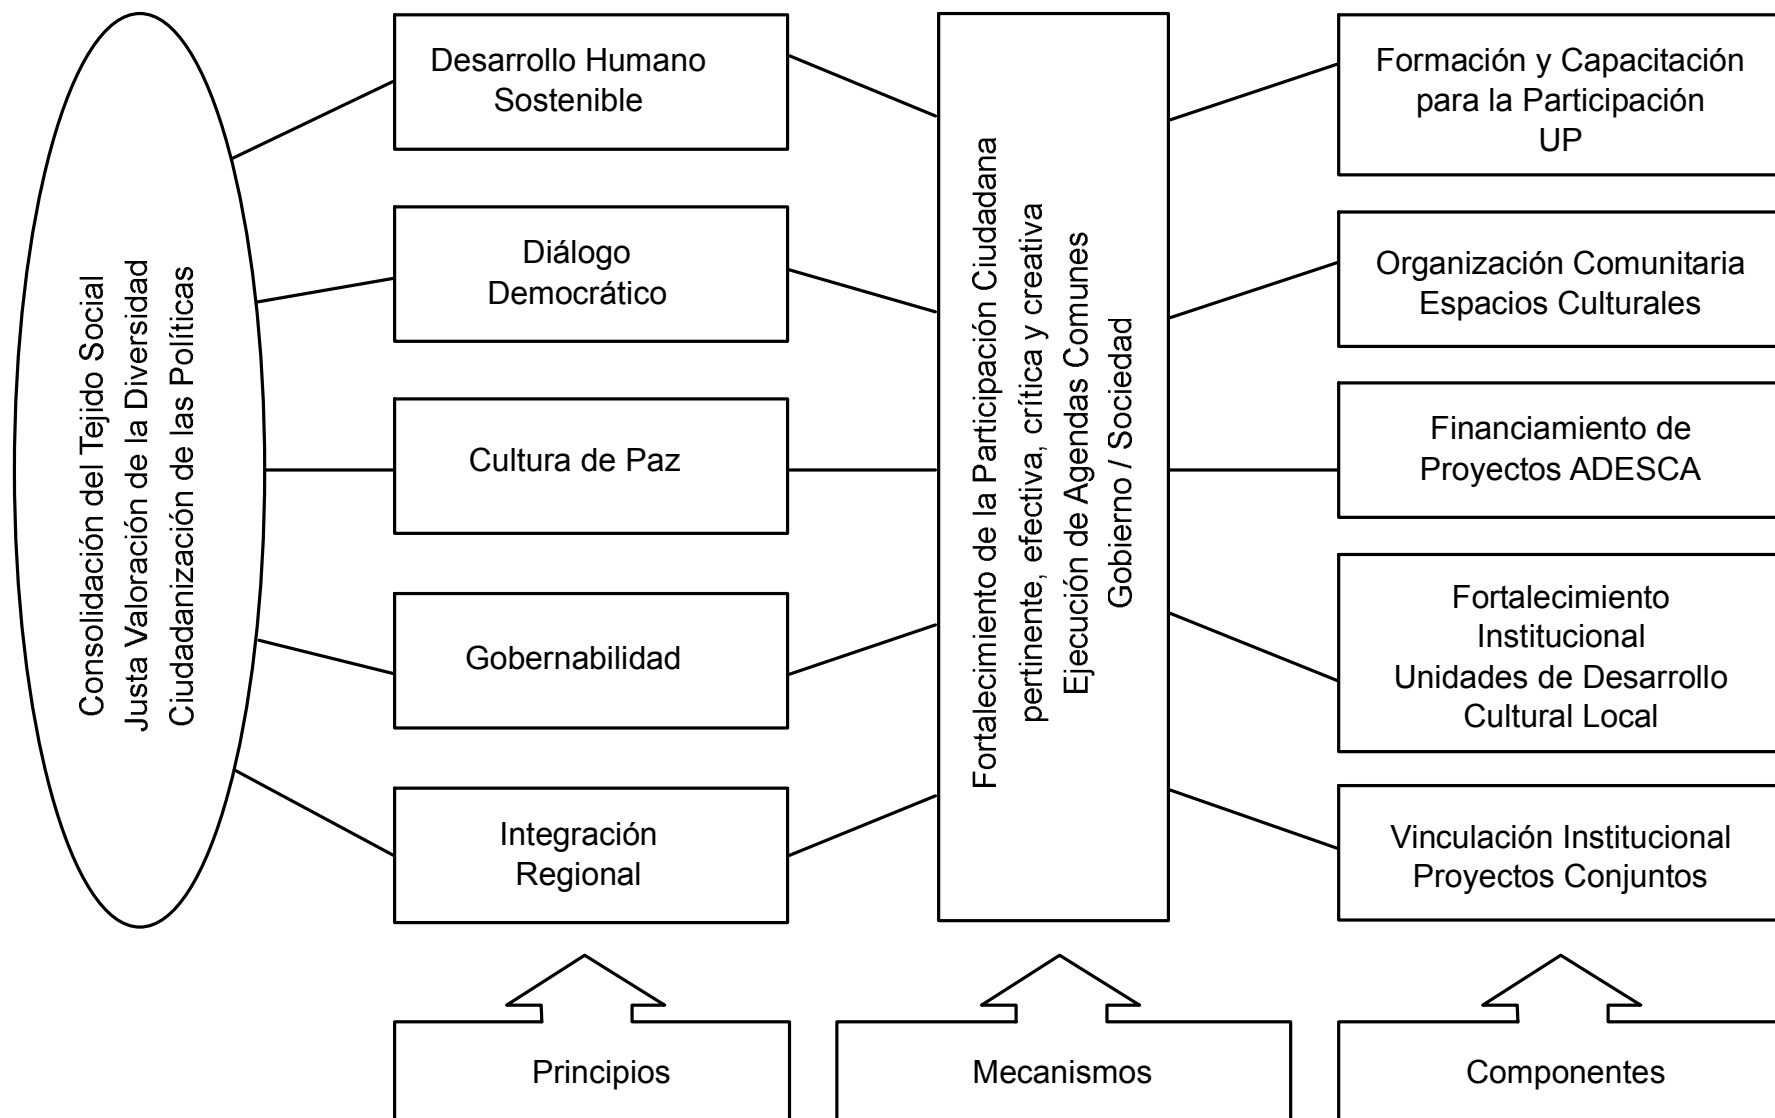 Consolidación del Tejido Social
Justa Valoración de la Diversidad
Ciudadanización de las Políticas
Desarrollo Humano
Sostenible
Diálogo
Democrático
Cultura de Paz
Gobernabilidad
Integración
Regional
Fortalecimiento de la Participación Ciudadana
pertinente, efectiva, crítica y creativa
Ejecución de Agendas Comunes
Gobierno / Sociedad
Formación y Capacitación
para la Participación
UP
Organización Comunitaria
Espacios Culturales
Financiamiento de
Proyectos ADESCA
Fortalecimiento
Institucional
Unidades de Desarrollo
Cultural Local
Vinculación Institucional
Proyectos Conjuntos
Principios
Mecanismos
Componentes